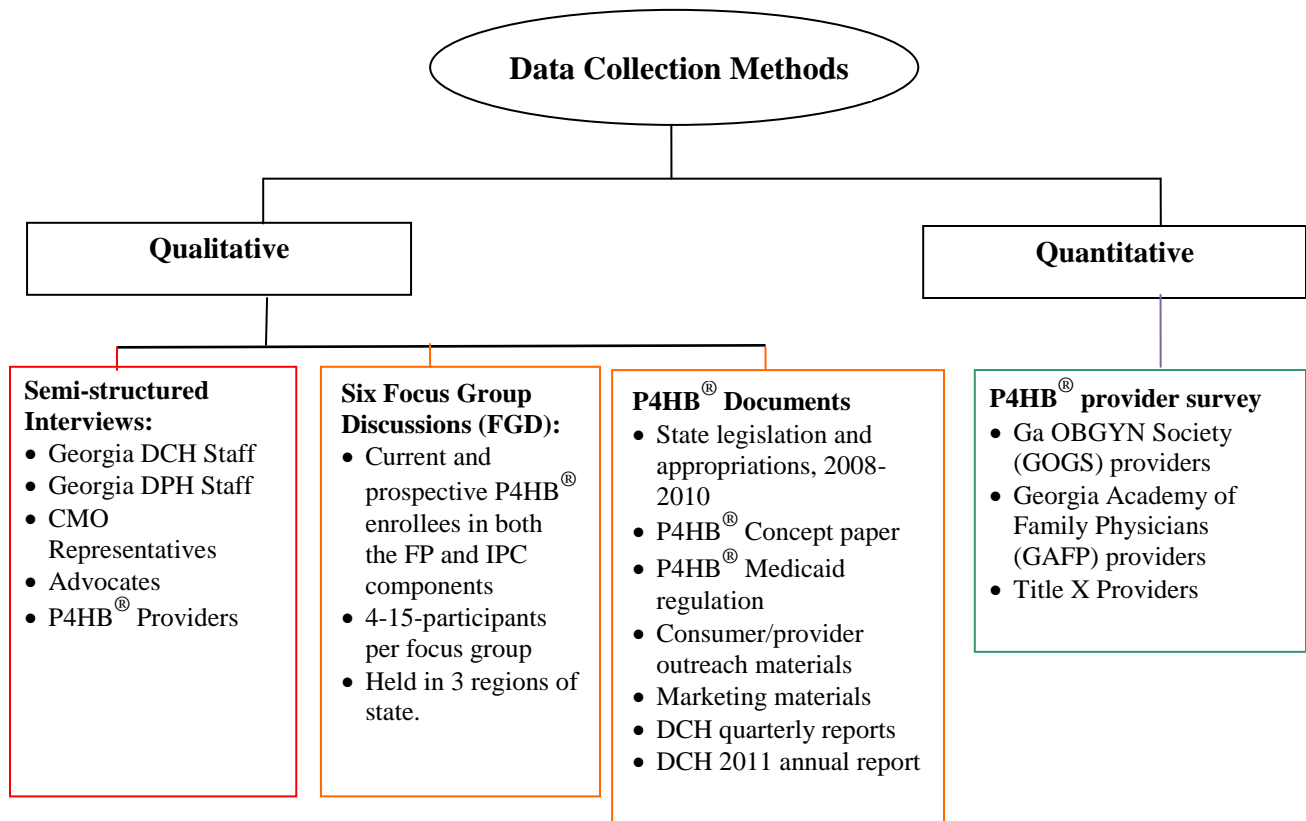 Data Collection Methods
Qualitative
Quantitative
Semi-structured
Interviews:
• Georgia DCH Staff
• Georgia DPH Staff
• CMO
Representatives
• Advocates
• P4HB® Providers
Six Focus Group
Discussions (FGD):
• Current and
prospective P4HB®
enrollees in both
the FP and IPC
components
• 4-15-participants
per focus group
• Held in 3 regions of
state.
P4HB® Documents
• State legislation and
appropriations, 2008-
2010
• P4HB® Concept paper
• P4HB® Medicaid
regulation
• Consumer/provider
outreach materials
• Marketing materials
• DCH quarterly reports
• DCH 2011 annual report
P4HB® provider survey
• Ga OBGYN Society
(GOGS) providers
• Georgia Academy of
Family Physicians
(GAFP) providers
• Title X Providers